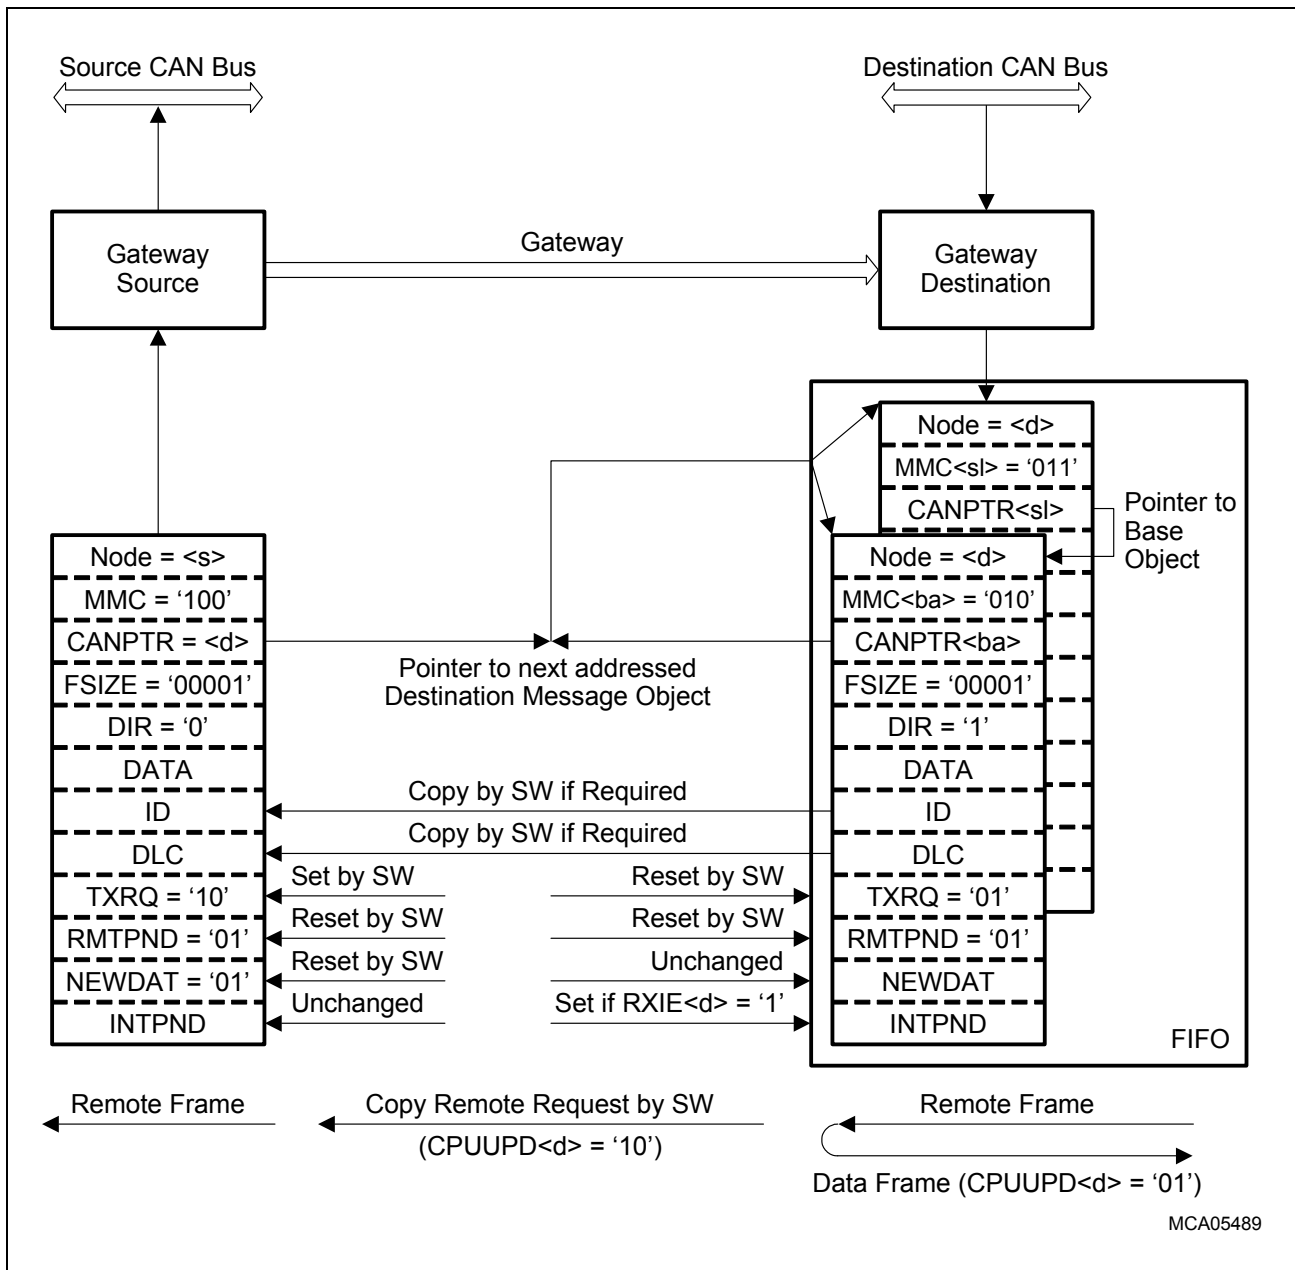 Source CAN Bus
Destination CAN Bus
Gateway
Source
Gateway
Gateway
Destination
Node = <d>
MMC<sl> = ‘011’
CANPTR<sl>
Pointer to
Base
Object
Node = <s>
MMC = ‘100’
CANPTR = <d>
FSIZE = ‘00001’
DIR = ‘0’
DATA
ID
DLC
TXRQ = ‘10’
RMTPND = ‘01’
NEWDAT = ‘01’
INTPND
Pointer to next addressed
Destination Message Object
Copy by SW if Required
Copy by SW if Required
Set by SW
Reset by SW
Reset by SW
Reset by SW
Reset by SW
Unchanged
Unchanged
Set if RXIE<d> = ‘1’
Node = <d>
MMC<ba> = ‘010’
CANPTR<ba>
FSIZE = ‘00001’
DIR = ‘1’
DATA
ID
DLC
TXRQ = ‘01’
RMTPND = ‘01’
NEWDAT
INTPND
FIFO
Remote Frame
Copy Remote Request by SW
(CPUUPD<d> = ‘10’)
Remote Frame
Data Frame (CPUUPD<d> = ‘01’)
MCA05489